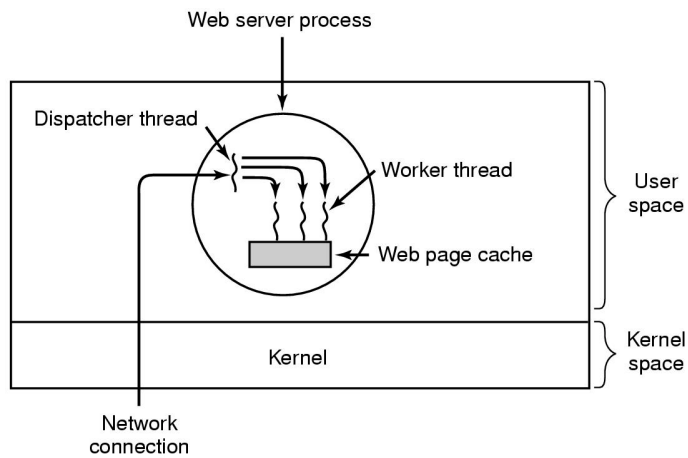 Web server process
Dispatcher thread
Worker thread
User
space
Web page cache
Kernel
Kernel
space
Network
connection